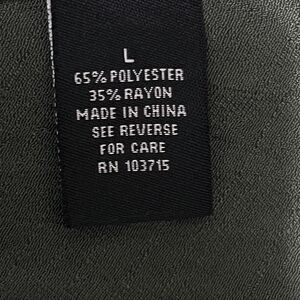 L
65% POLYESTER
35% RAYON
MADE IN CHINA
SEE REVERSE
FOR CARE
RN 103715